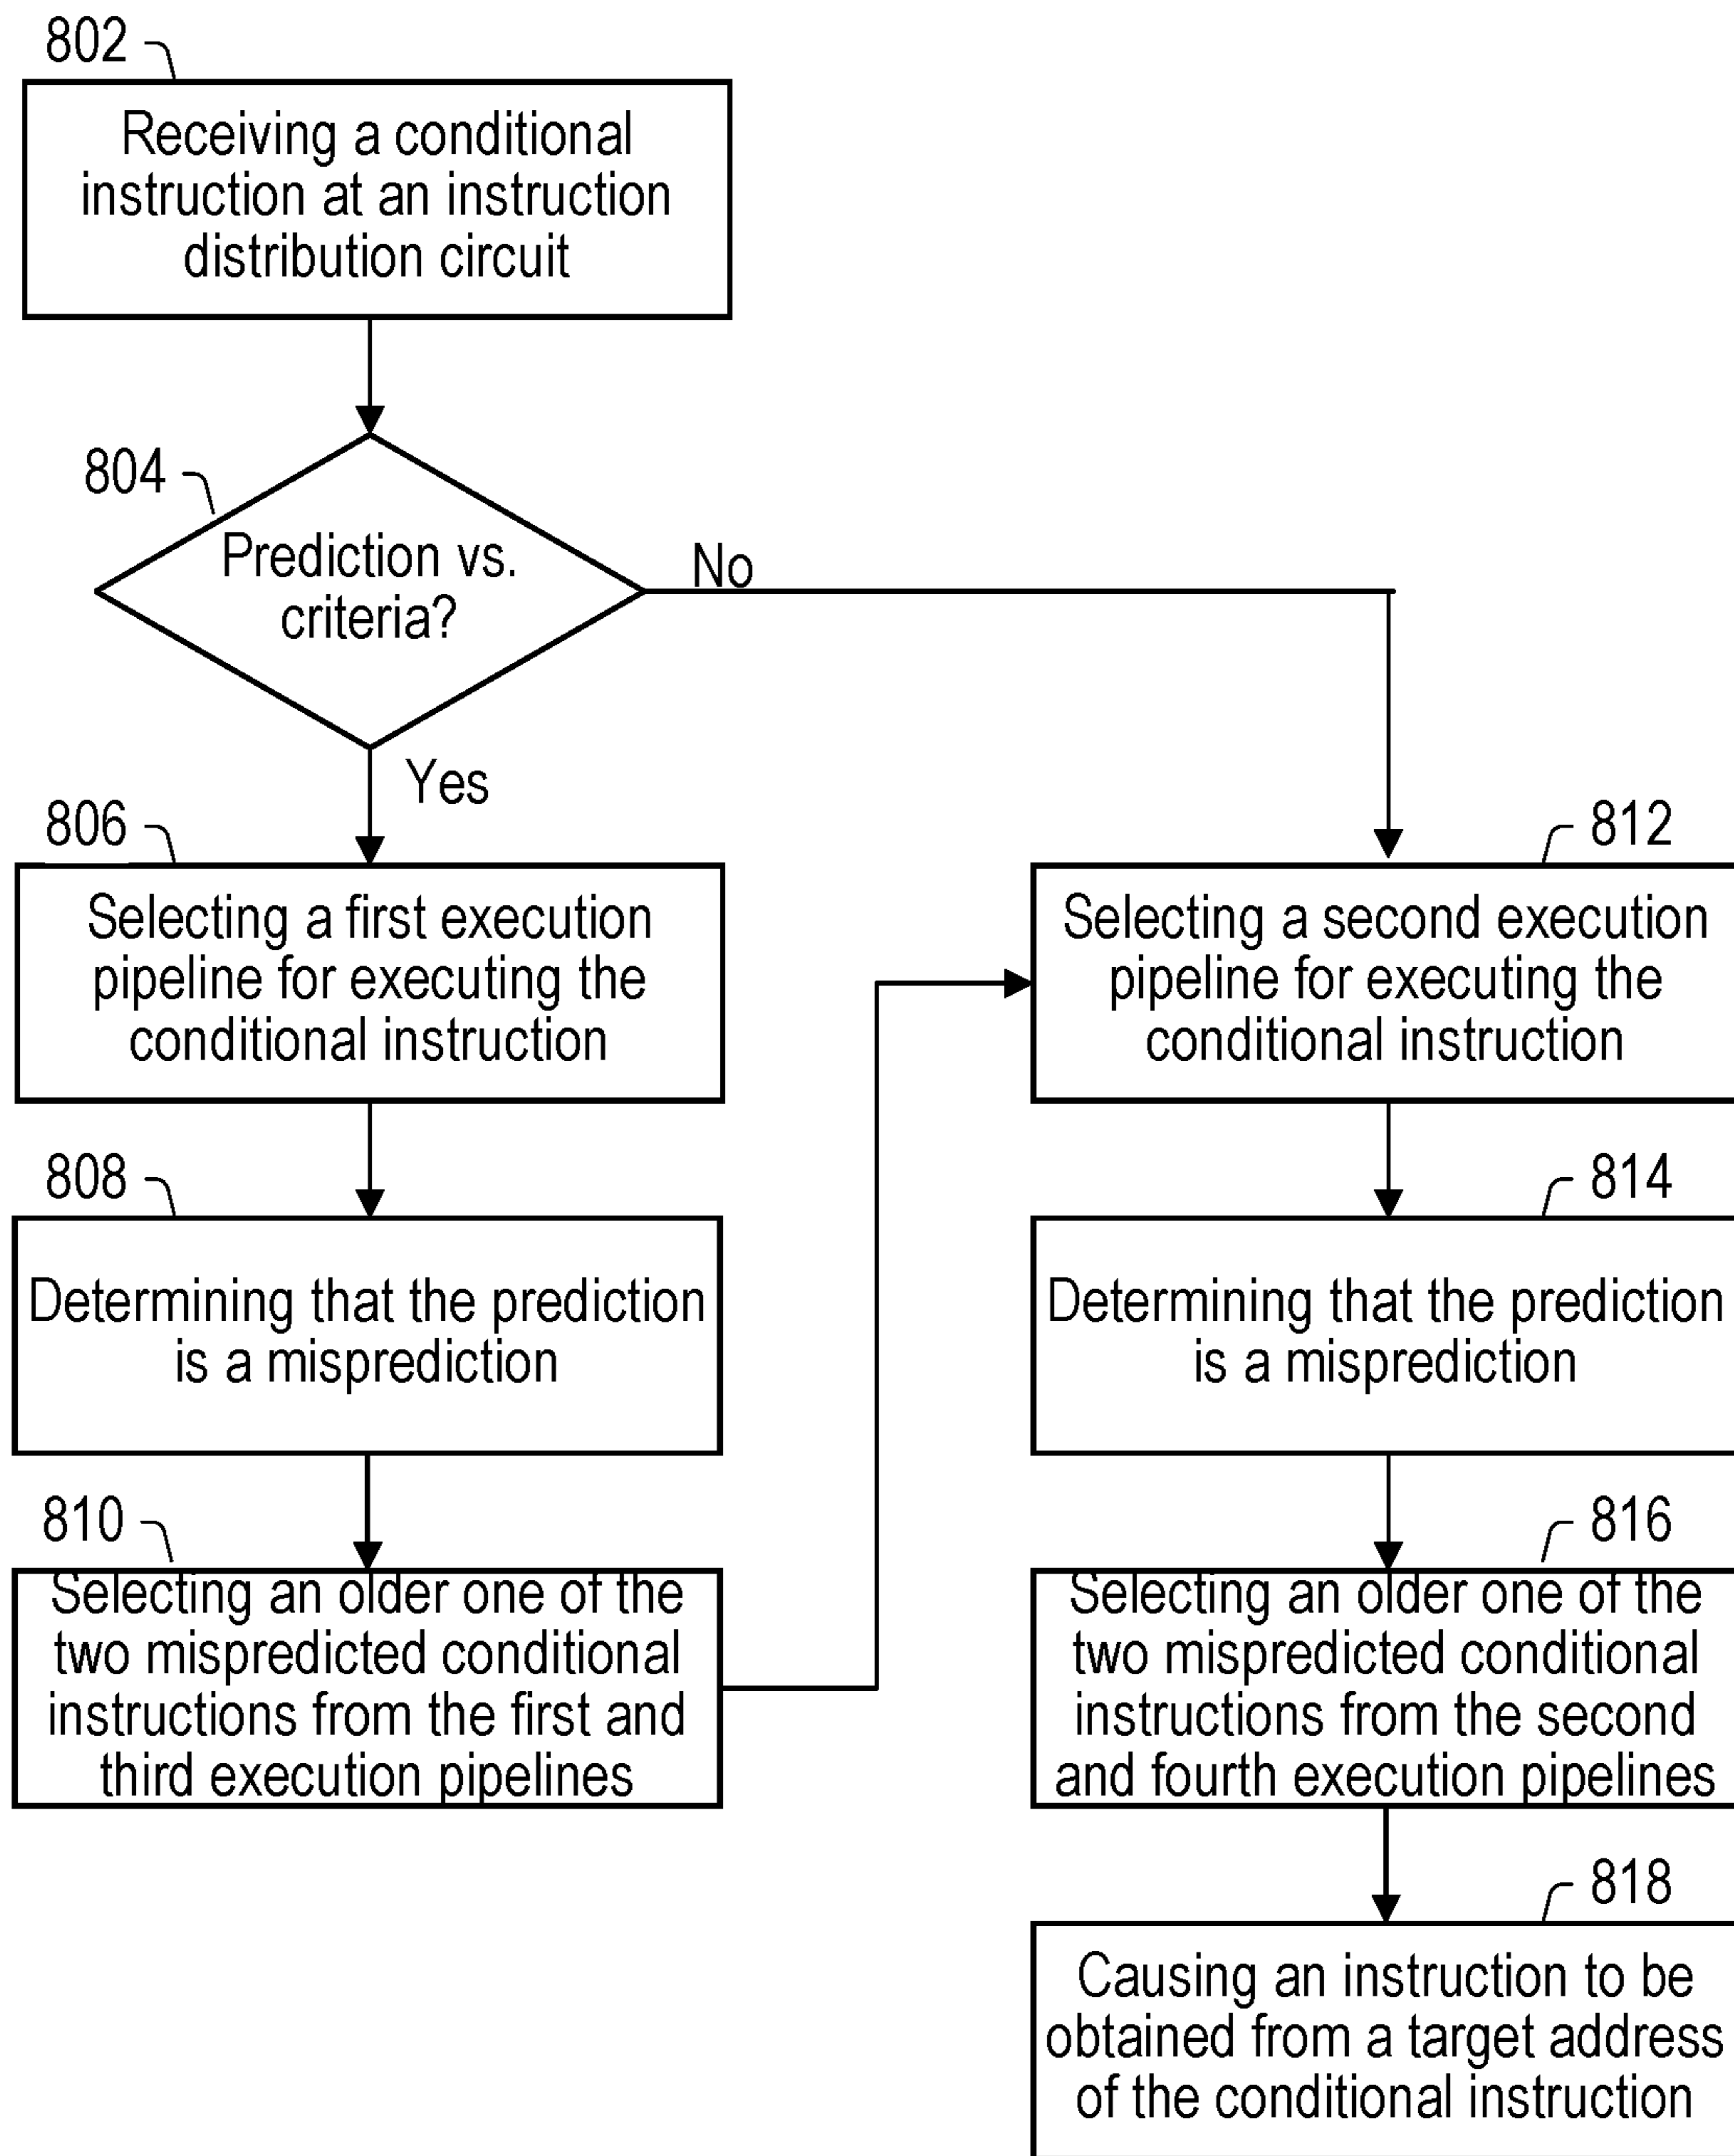 802
Receiving a conditional
instruction at an instruction
distribution circuit
804
Prediction vs.
criteria?
No
Yes
806
Selecting a first execution
pipeline for executing the
conditional instruction
808
Determining that the prediction
is a misprediction
810
Selecting an older one of the
two mispredicted conditional
instructions from the first and
third execution pipelines
812
Selecting a second execution
pipeline for executing the
conditional instruction
814
Determining that the prediction
is a misprediction
816
Selecting an older one of the
two mispredicted conditional
instructions from the second
and fourth execution pipelines
818
Causing an instruction to be
obtained from a target address
of the conditional instruction